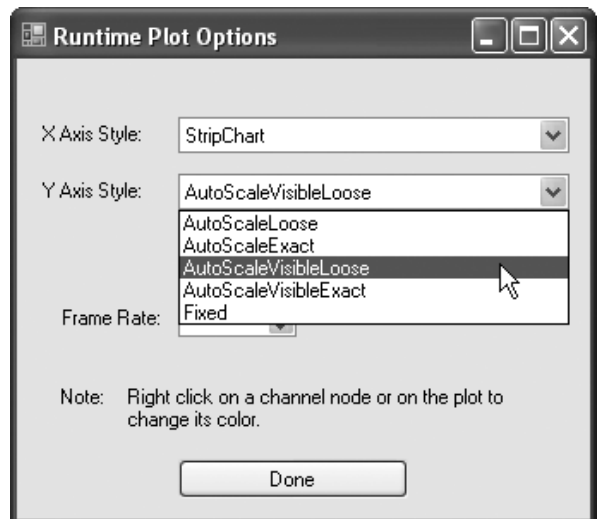 Runtime Plot Options
X Axis Style: StripChart
Y Axis Style: AutoScaleVisibleLoose
AutoScaleLoose
AutoScaleExact
AutoScaleVisibleLoose
AutoScaleVisibleExact
Frame Rate: Fixed
Note: Right click on a channel node or on the plot to
change its color.
Done